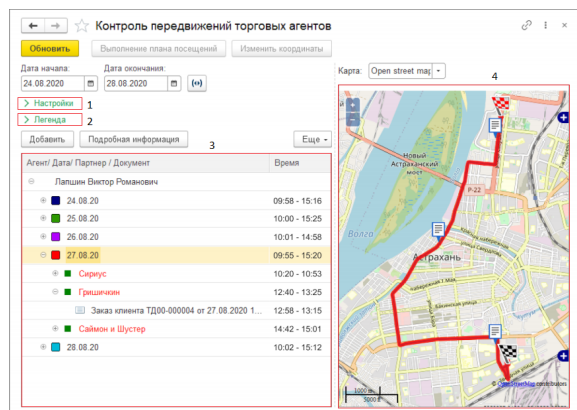 Контроль передвижений торговых агентов
Обновить
Выполнение плана посещений
Изменить координаты
Дата начала:
Дата окончания:
24.08.2020
28.08.2020
Карта:
Open street map
4
Настройки
1
Легенда
2
Добавить
Подробная информация
3
Еще
Агент/ Дата/ Партнер / Документ
Время
Лапшин Виктор Романович
24.08.20
09:58 - 15:16
25.08.20
10:00 - 15:25
26.08.20
10:01 - 14:58
27.08.20
09:55 - 15:20
Сириус
10:20 - 10:53
Гришичкин
12:40 - 13:25
Заказ клиента ТД00-000004 от 27.08.2020 1...
12:58 - 13:15
Саймон и Шустер
14:42 - 15:01
28.08.20
10:02 - 15:12
Новый
Астраханский
мост
Р-22
Волга
Астрахань
1000 m
5000 ft
© OpenStreetMap contributors